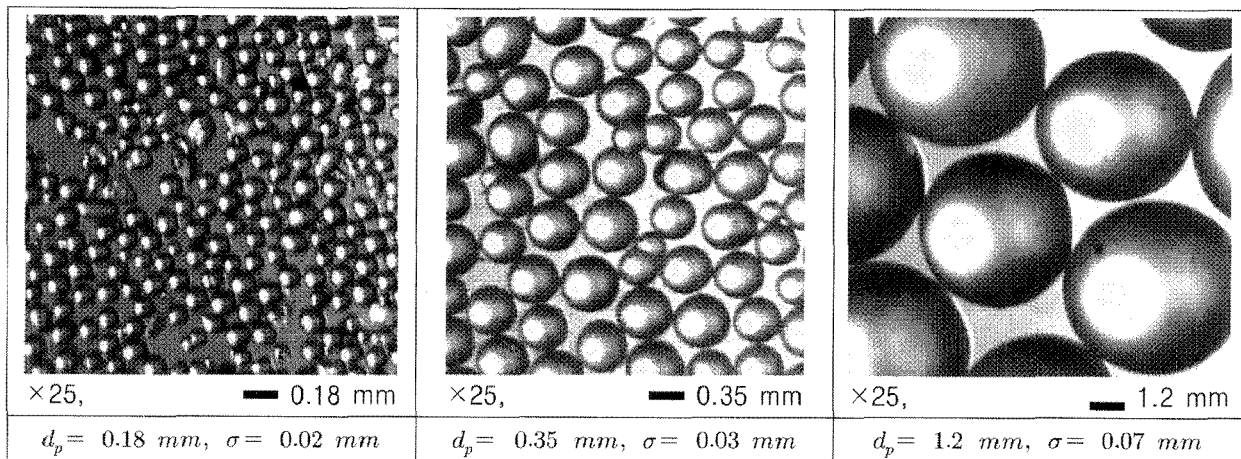 ×25, 0.18 mm
×25, 0.35 mm
×25, 1.2 mm
d_p = 0.18 mm, σ = 0.02 mm
d_p = 0.35 mm, σ = 0.03 mm
d_p = 1.2 mm, σ = 0.07 mm